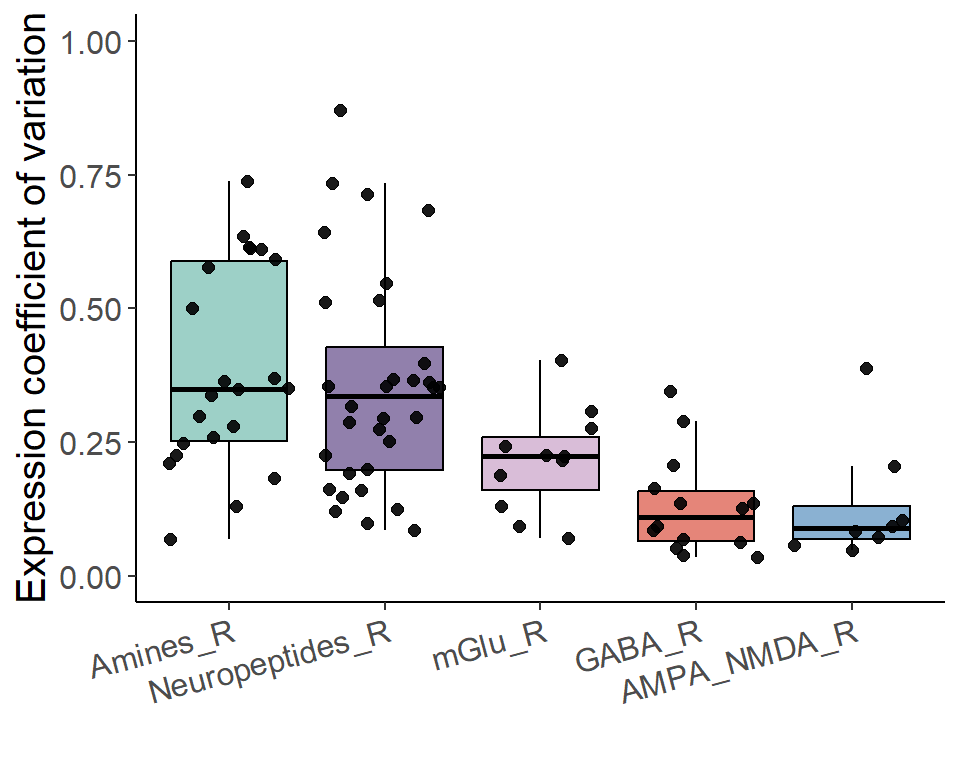 Expression coefficient of variation
1.00
0.75
0.50
0.25
0.00
Amines_R
Neuropeptides_R
mGlu_R
GABA_R
AMPA_NMDA_R